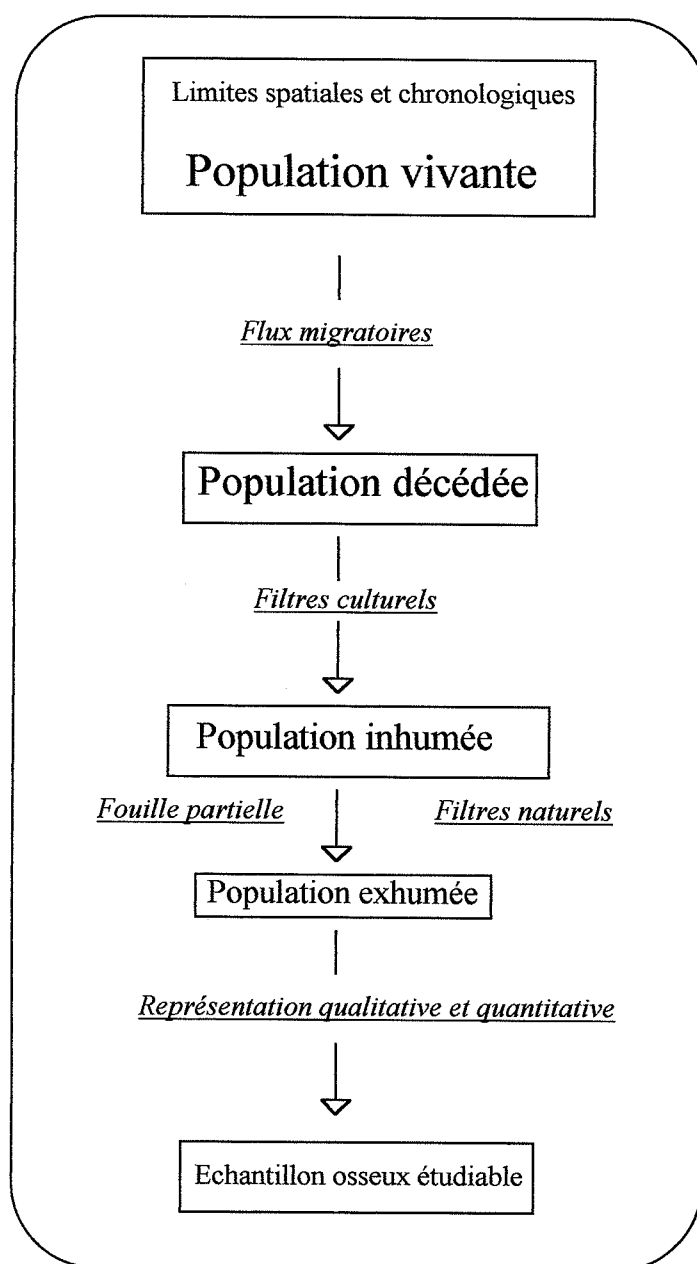 Limites spatiales et chronologiques
Population vivante
Flux migratoires
Population décédée
Filtres culturels
Population inhumée
Fouille partielle
Filtres naturels
Population exhumée
Représentation qualitative et quantitative
Echantillon osseux étudiable